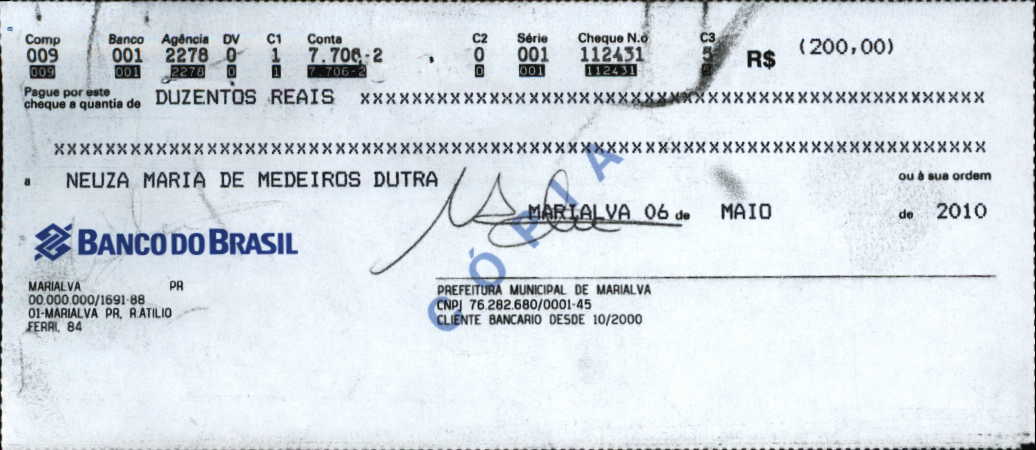 Comp Banco Agência DV C1 Conta C2 Série Cheque N.o C3 R$ (200,00)
009 001 2278 0 1 7.706-2 0 001 112431 5
009 001 2278 0 1 7.706-2 0 001 112431
Pague por este
cheque a quantia de DUZENTOS REAIS xxxxxxxxxxxxxxxxxxxxxxxxxxxxxxxxxxxxxxxxxxxxxxxxxxxxx
xxxxxxxxxxxxxxxxxxxxxxxxxxxxxxxxxxxxxxxxxxxxxxxxxxxxxxxxxxxxxxxxxxxxxxxxxxxxxx
a NEUZA MARIA DE MEDEIROS DUTRA ou à sua ordem
MARIALVA 06 de MAIO de 2010
BANCO DO BRASIL
CÓPIA
MARIALVA PR
00.000.000/1691-88
01-MARIALVA PR, R.ATILIO
FERRI, 84
PREFEITURA MUNICIPAL DE MARIALVA
CNPJ 76.282.680/0001-45
CLIENTE BANCARIO DESDE 10/2000